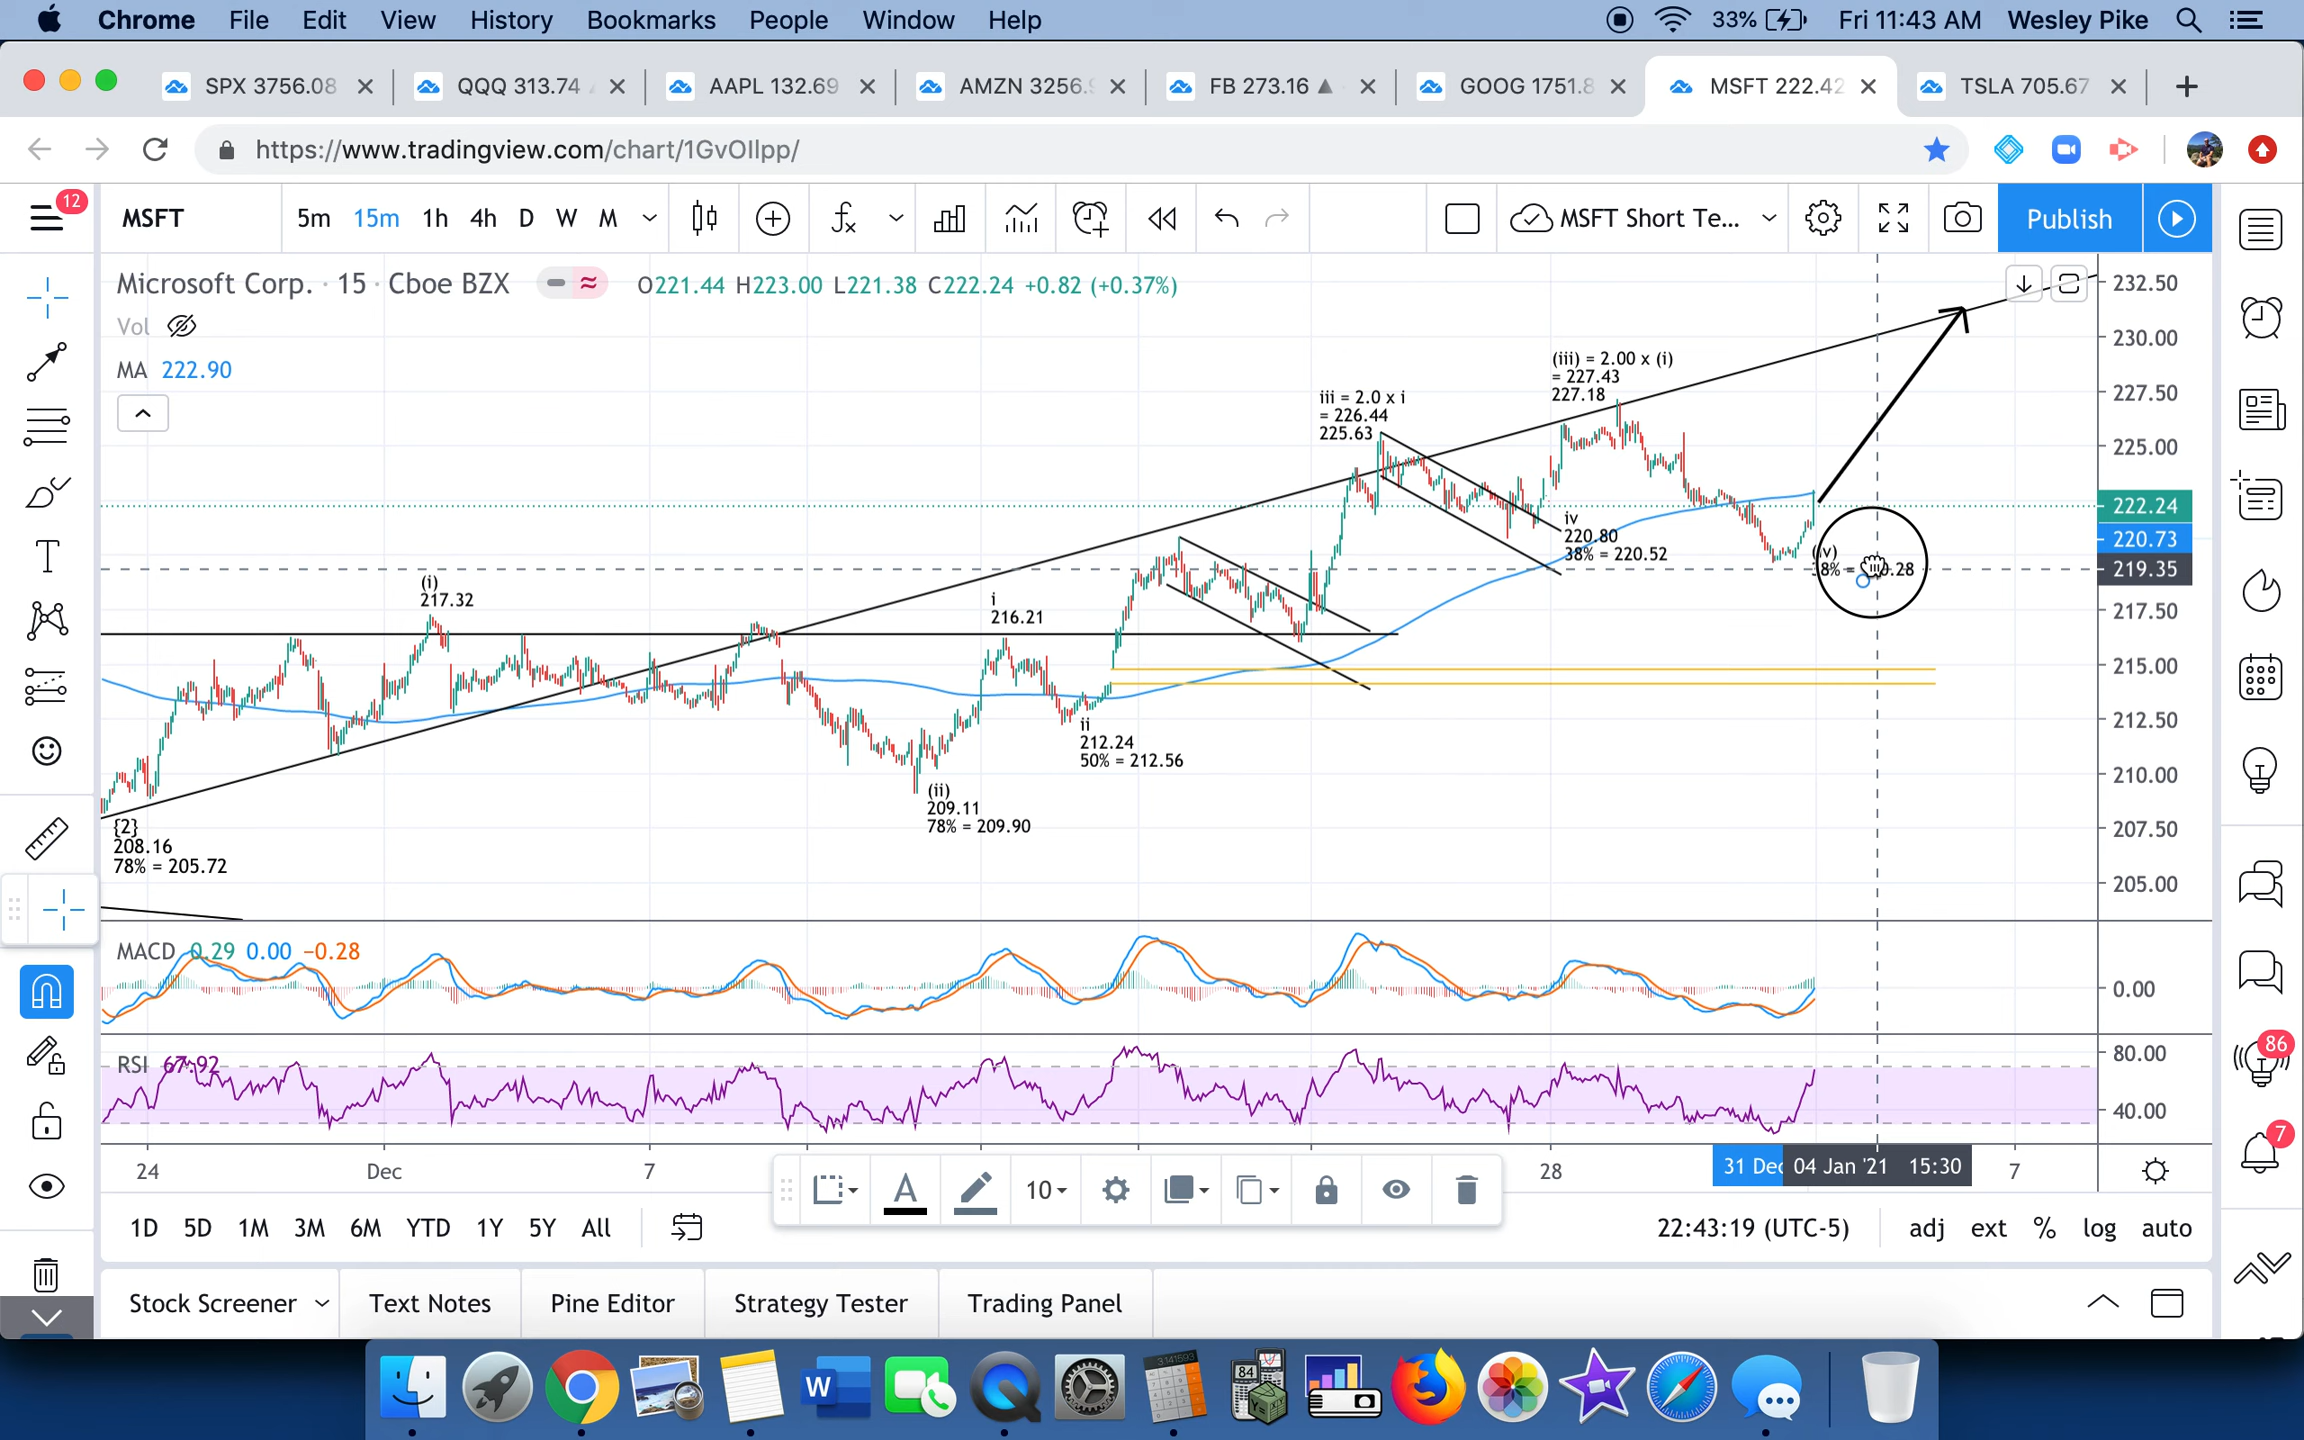 Chrome File Edit View History Bookmarks People Window Help 33% Fri 11:43 AM Wesley Pike
SPX 3756.08 QQQ 313.74 AAPL 132.69 AMZN 3256.9 FB 273.16 ▲ GOOG 1751.8 MSFT 222.42 TSLA 705.67
https://www.tradingview.com/chart/1GvOIlpp/
12
MSFT 5m 15m 1h 4h D W M MSFT Short Te... Publish
Microsoft Corp. · 15 · Cboe BZX O221.44 H223.00 L221.38 C222.24 +0.82 (+0.37%)
Vol
MA 222.90
232.50
230.00
227.50
225.00
222.24
220.73
219.35
217.50
215.00
212.50
210.00
207.50
205.00
(iii) = 2.00 x (i)
= 227.43
227.18
iii = 2.0 x i
= 226.44
225.63
iv
220.80
38% = 220.52
(iv)
(i)
217.32
i
216.21
ii
212.24
50% = 212.56
(ii)
209.11
78% = 209.90
{2}
208.16
78% = 205.72
MACD 0.29 0.00 −0.28
0.00
RSI 67.92
80.00
40.00
86
7
24 Dec 7 28 31 Dec 04 Jan '21 15:30 7
10
1D 5D 1M 3M 6M YTD 1Y 5Y All 22:43:19 (UTC-5) adj ext % log auto
Stock Screener Text Notes Pine Editor Strategy Tester Trading Panel